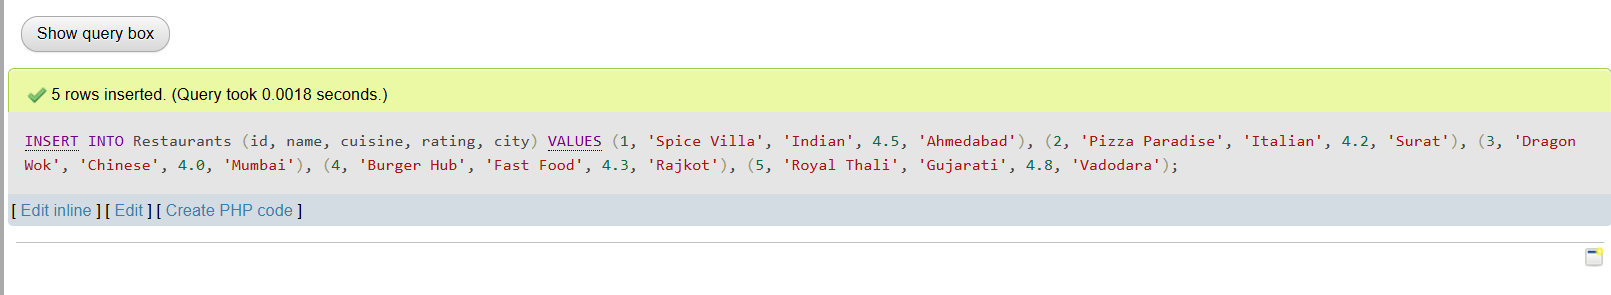 Show query box
5 rows inserted. (Query took 0.0018 seconds.)
INSERT INTO Restaurants (id, name, cuisine, rating, city) VALUES (1, 'Spice Villa', 'Indian', 4.5, 'Ahmedabad'), (2, 'Pizza Paradise', 'Italian', 4.2, 'Surat'), (3, 'Dragon
Wok', 'Chinese', 4.0, 'Mumbai'), (4, 'Burger Hub', 'Fast Food', 4.3, 'Rajkot'), (5, 'Royal Thali', 'Gujarati', 4.8, 'Vadodara');
[ Edit inline ] [ Edit ] [ Create PHP code ]